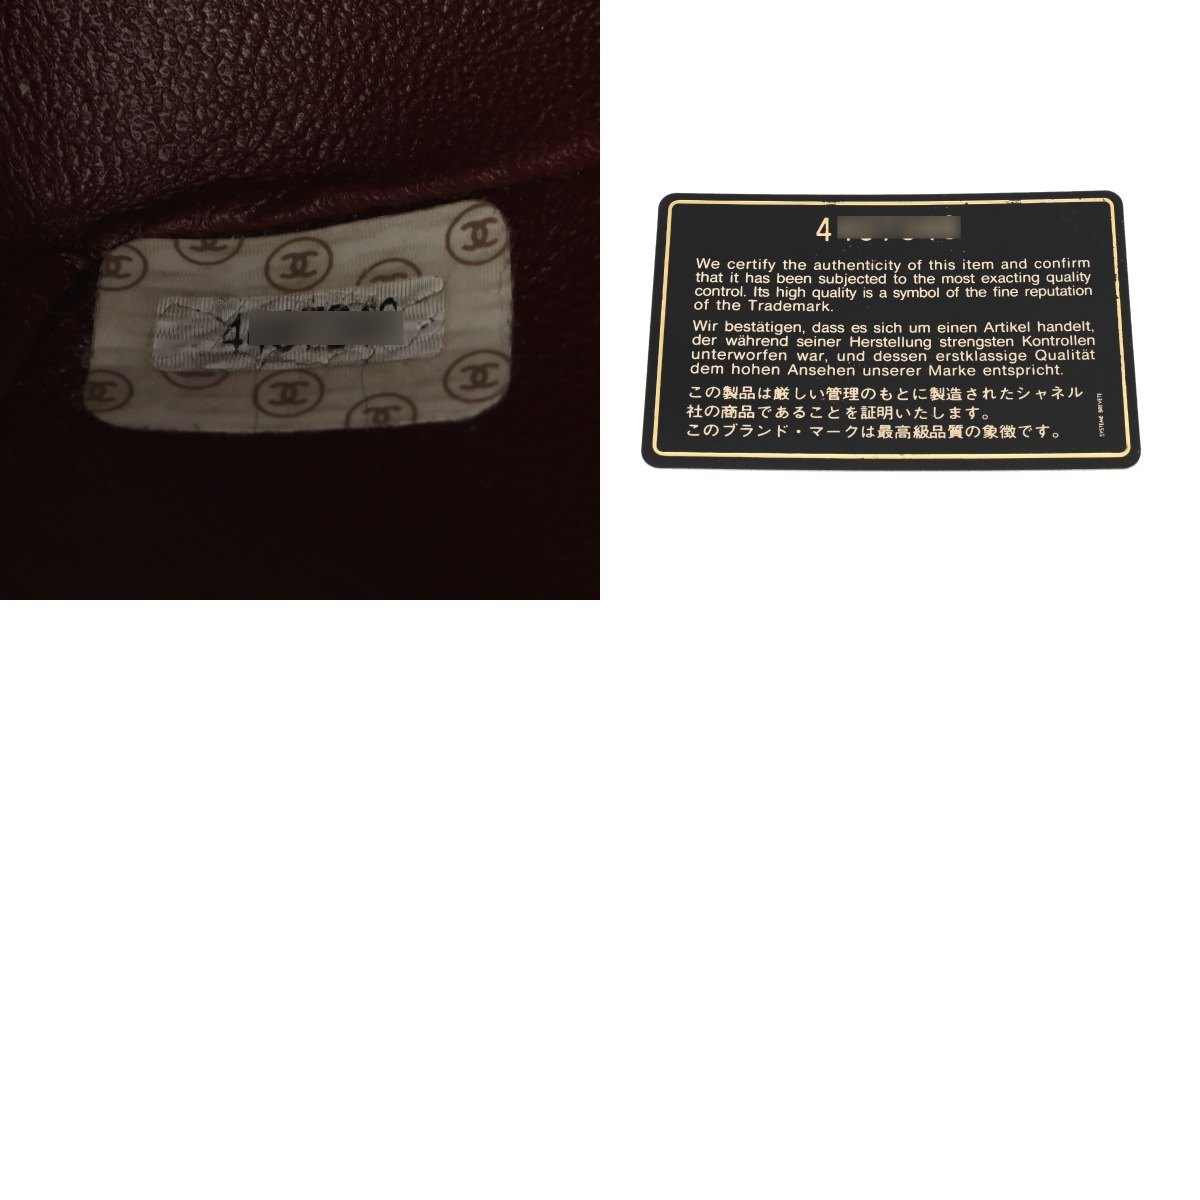 4
4
We certify the authenticity of this item and confirm
that it has been subjected to the most exacting quality
control. Its high quality is a symbol of the fine reputation
of the Trademark.
Wir bestätigen, dass es sich um einen Artikel handelt,
der während seiner Herstellung strengsten Kontrollen
unterworfen war, und dessen erstklassige Qualität
dem hohen Ansehen unserer Marke entspricht.
この製品は厳しい管理のもとに製造されたシャネル
社の商品であることを証明いたします。
このブランド・マークは最高級品質の象徴です。
SYSTEME BREVETE